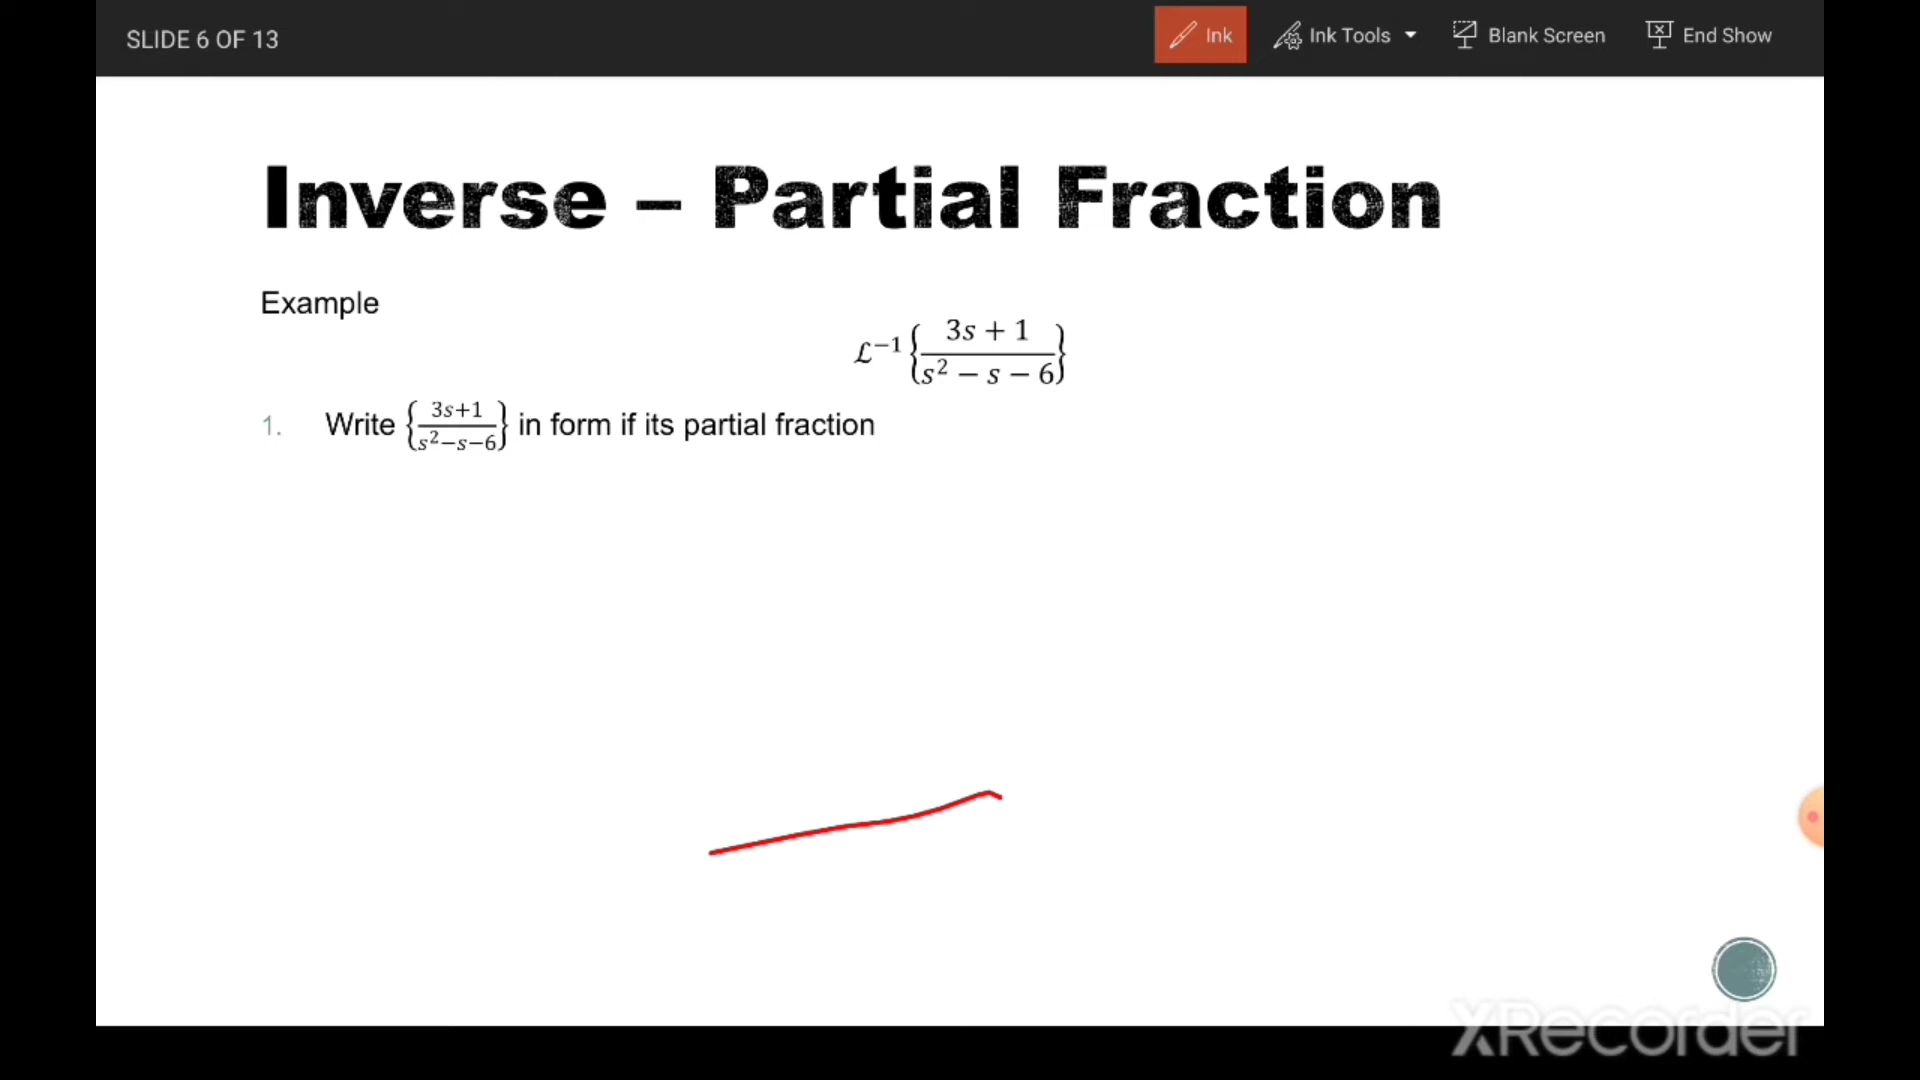 SLIDE 6 OF 13
Ink
Ink Tools
Blank Screen
End Show
Inverse – Partial Fraction
Example
ℒ⁻¹{(3s + 1)/(s² − s − 6)}
1. Write {(3s+1)/(s²−s−6)} in form if its partial fraction
XRecorder